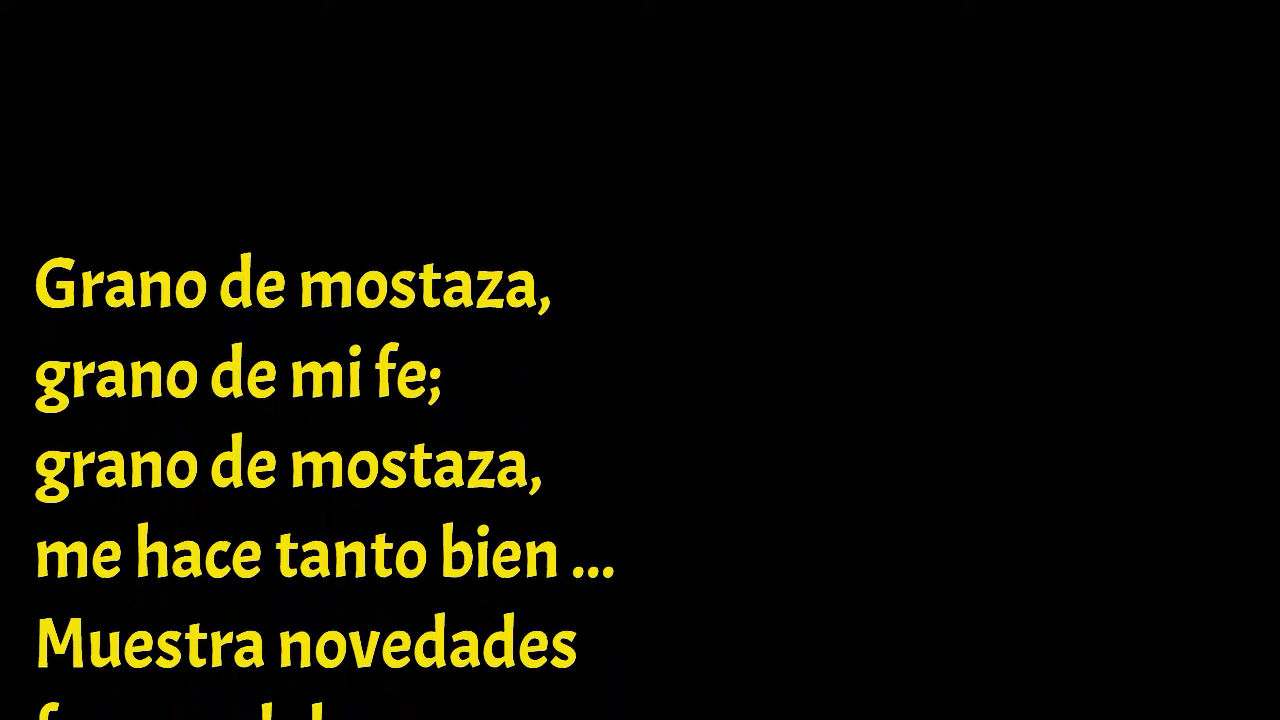 Grano de mostaza,
grano de mi fe;
grano de mostaza,
me hace tanto bien ...
Muestra novedades